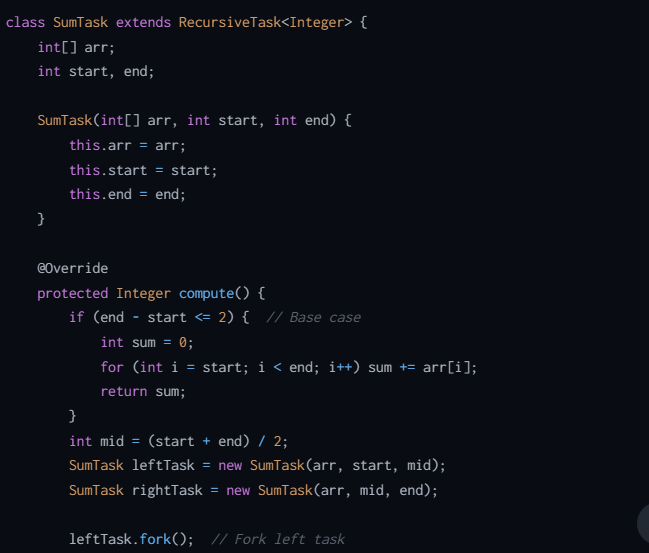 class SumTask extends RecursiveTask<Integer> {
    int[] arr;
    int start, end;

    SumTask(int[] arr, int start, int end) {
        this.arr = arr;
        this.start = start;
        this.end = end;
    }

    @Override
    protected Integer compute() {
        if (end - start <= 2) {  // Base case
            int sum = 0;
            for (int i = start; i < end; i++) sum += arr[i];
            return sum;
        }
        int mid = (start + end) / 2;
        SumTask leftTask = new SumTask(arr, start, mid);
        SumTask rightTask = new SumTask(arr, mid, end);

        leftTask.fork();  // Fork left task